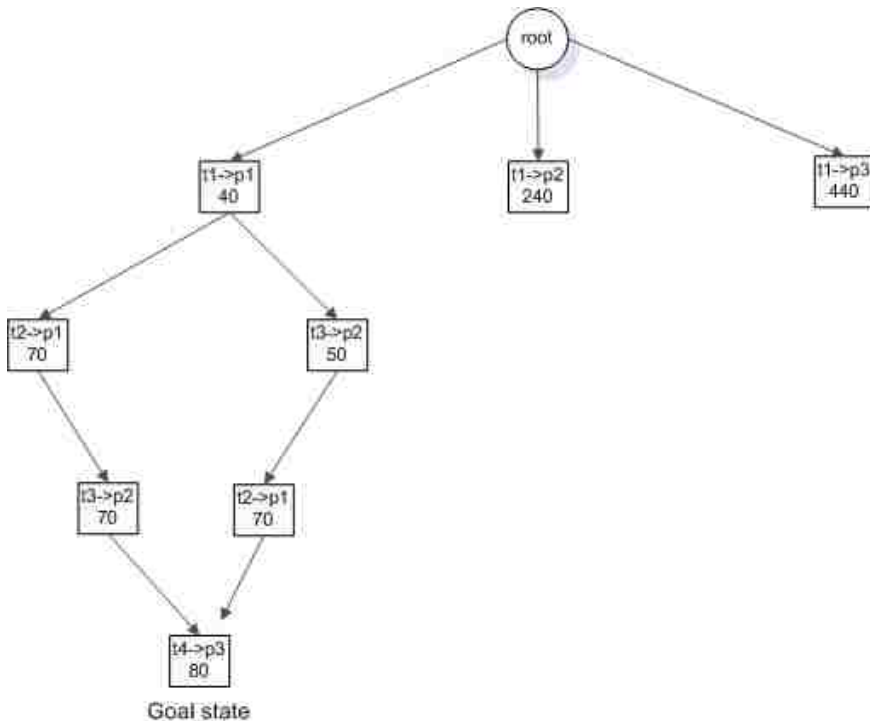 root
t1->p1
40
t1->p2
240
t1->p3
440
t2->p1
70
t3->p2
50
t3->p2
70
t2->p1
70
t4->p3
80
Goal state